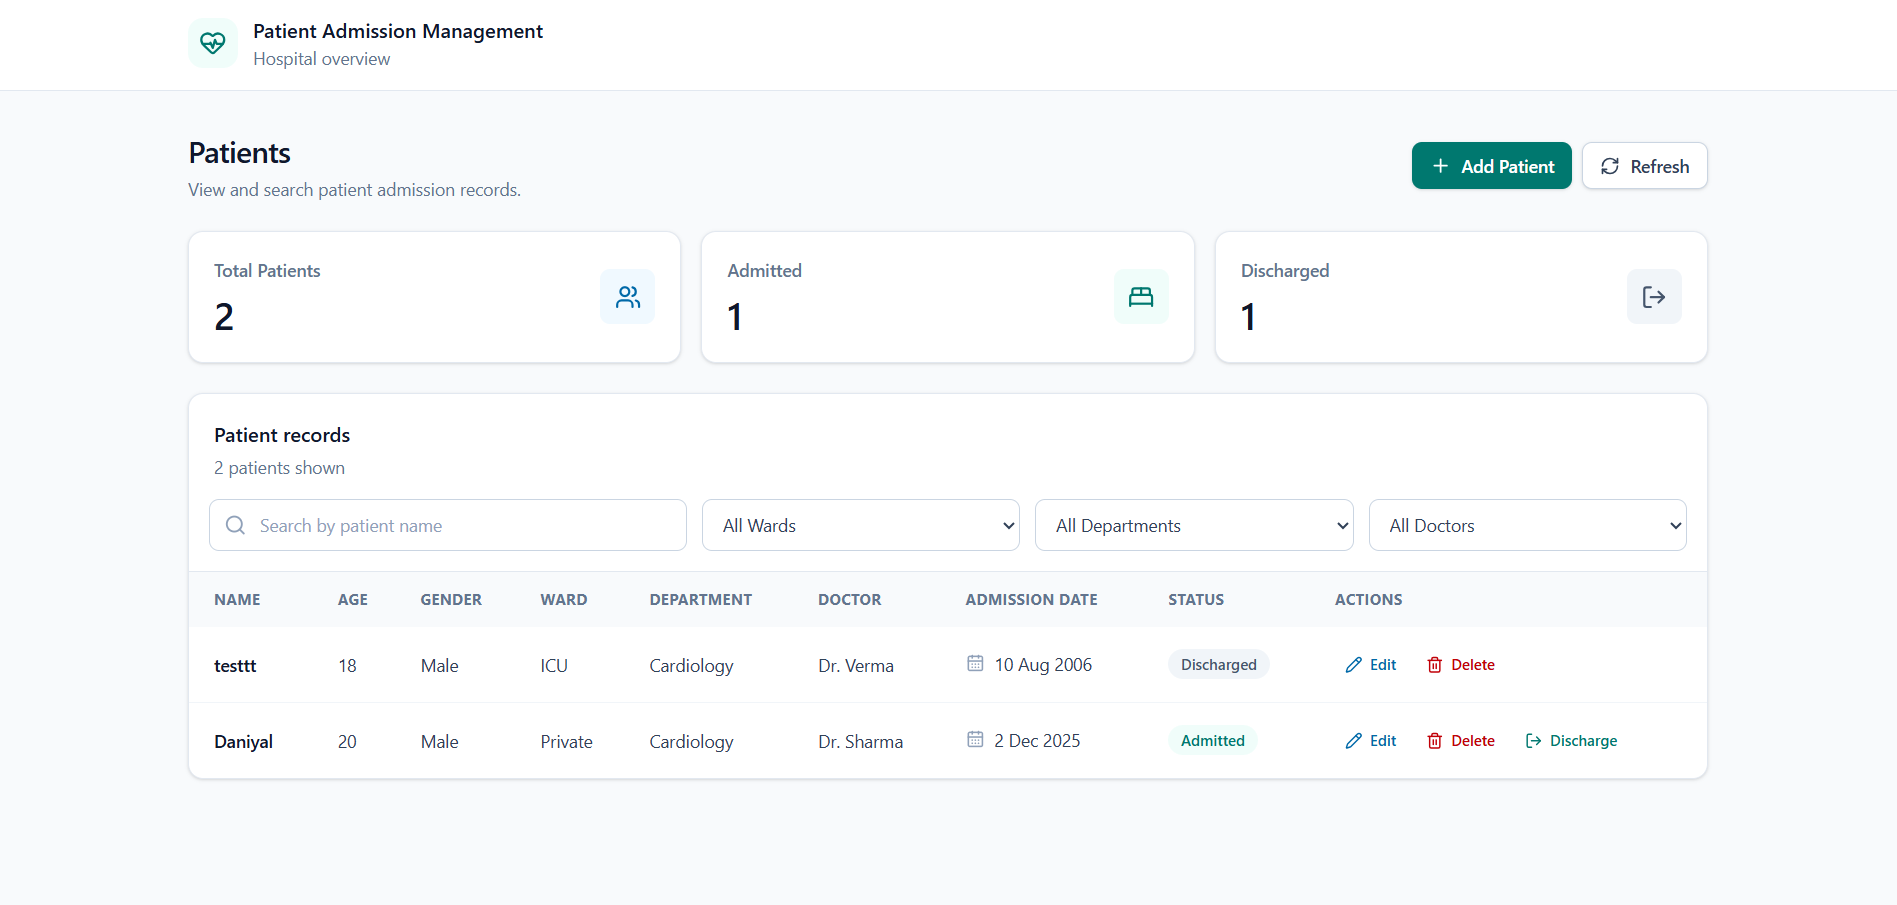 Patient Admission Management
Hospital overview
Patients
View and search patient admission records.
Add Patient
Refresh
Total Patients
2
Admitted
1
Discharged
1
Patient records
2 patients shown
Search by patient name
All Wards
All Departments
All Doctors
NAME AGE GENDER WARD DEPARTMENT DOCTOR ADMISSION DATE STATUS ACTIONS
testtt 18 Male ICU Cardiology Dr. Verma 10 Aug 2006 Discharged Edit Delete
Daniyal 20 Male Private Cardiology Dr. Sharma 2 Dec 2025 Admitted Edit Delete Discharge